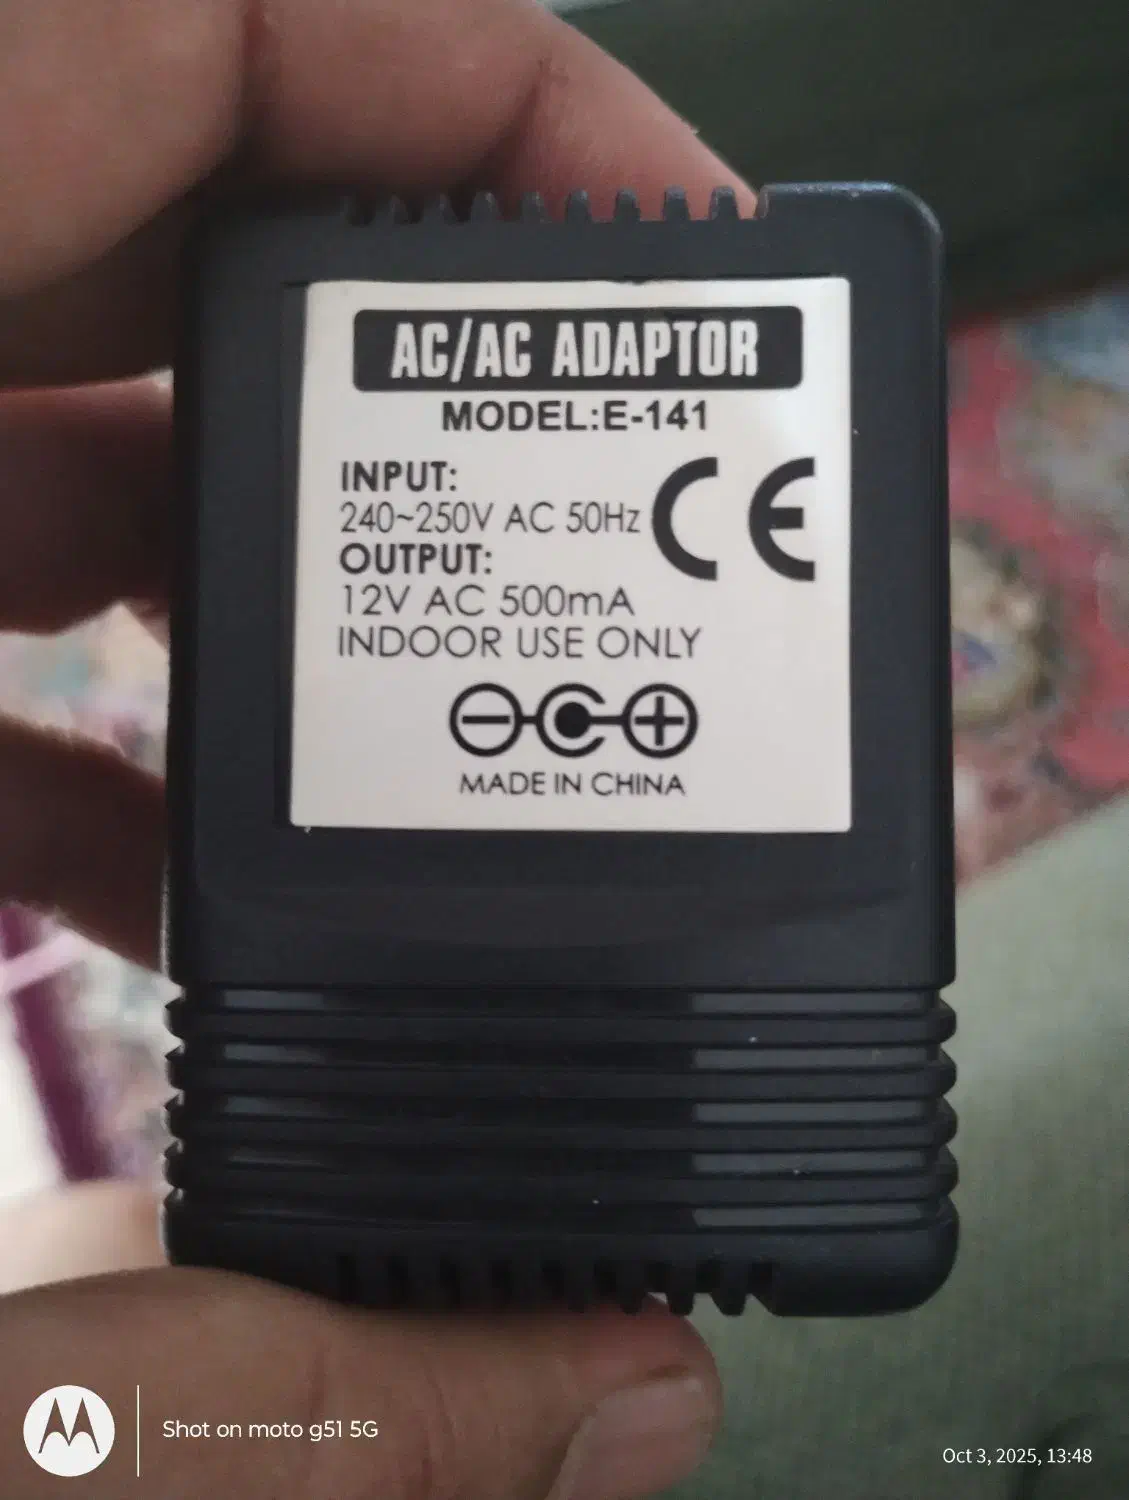 AC/AC ADAPTOR
MODEL:E-141
INPUT:
240~250V AC 50Hz
OUTPUT:
12V AC 500mA
INDOOR USE ONLY
CE
MADE IN CHINA
Shot on moto g51 5G
Oct 3, 2025, 13:48